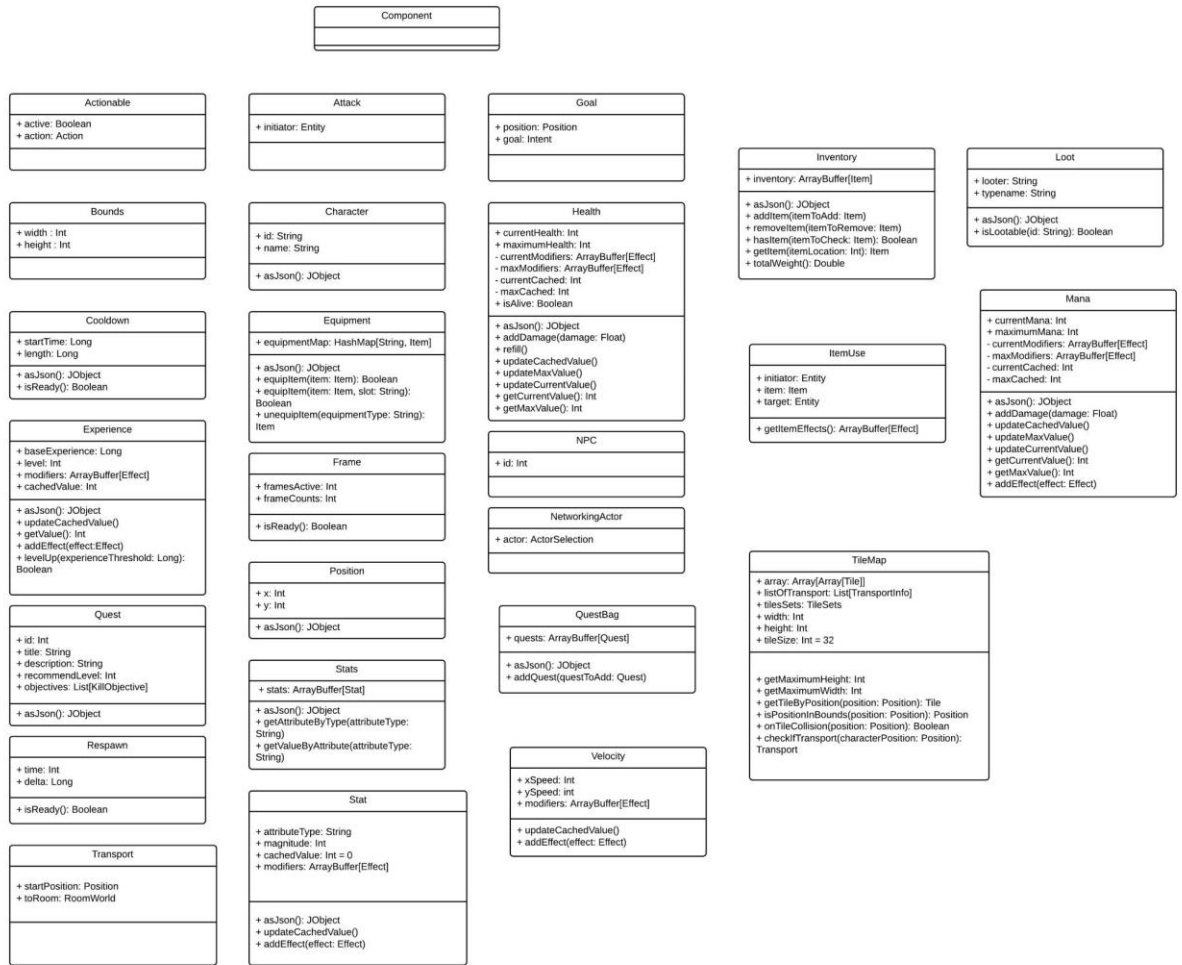 Component
Actionable
+ active: Boolean
+ action: Action
Attack
+ initiator: Entity
Goal
+ position: Position
+ goal: Intent
Inventory
+ inventory: ArrayBuffer[Item]
+ asJson(): JObject
+ addItem(itemToAdd: Item)
+ removeItem(itemToRemove: Item)
+ hasItem(itemToCheck: Item): Boolean
+ getItem(itemLocation: Int): Item
+ totalWeight(): Double
Loot
+ looter: String
+ typename: String
+ asJson(): JObject
+ isLootable(id: String): Boolean
Bounds
+ width : Int
+ height : Int
Character
+ id: String
+ name: String
+ asJson(): JObject
Health
+ currentHealth: Int
+ maximumHealth: Int
- currentModifiers: ArrayBuffer[Effect]
- maxModifiers: ArrayBuffer[Effect]
- currentCached: Int
- maxCached: Int
+ isAlive: Boolean
+ asJson(): JObject
+ addDamage(damage: Float)
+ refill()
+ updateCachedValue()
+ updateMaxValue()
+ updateCurrentValue()
+ getCurrentValue(): Int
+ getMaxValue(): Int
Mana
+ currentMana: Int
+ maximumMana: Int
- currentModifiers: ArrayBuffer[Effect]
- maxModifiers: ArrayBuffer[Effect]
- currentCached: Int
- maxCached: Int
+ asJson(): JObject
+ addDamage(damage: Float)
+ updateCachedValue()
+ updateMaxValue()
+ updateCurrentValue()
+ getCurrentValue(): Int
+ getMaxValue(): Int
+ addEffect(effect: Effect)
Cooldown
+ startTime: Long
+ length: Long
+ asJson(): JObject
+ isReady(): Boolean
Equipment
+ equipmentMap: HashMap[String, Item]
+ asJson(): JObject
+ equipItem(item: Item): Boolean
+ equipItem(item: Item, slot: String):
Boolean
+ unequipItem(equipmentType: String):
Item
ItemUse
+ initiator: Entity
+ item: Item
+ target: Entity
+ getItemEffects(): ArrayBuffer[Effect]
Experience
+ baseExperience: Long
+ level: Int
+ modifiers: ArrayBuffer[Effect]
+ cachedValue: Int
+ asJson(): JObject
+ updateCachedValue()
+ getValue(): Int
+ addEffect(effect:Effect)
+ levelUp(experienceThreshold: Long):
Boolean
Frame
+ framesActive: Int
+ frameCounts: Int
+ isReady(): Boolean
NPC
+ id: Int
NetworkingActor
+ actor: ActorSelection
Position
+ x: Int
+ y: Int
+ asJson(): JObject
TileMap
+ array: Array[Array[Tile]]
+ listOfTransport: List[TransportInfo]
+ tilesSets: TileSets
+ width: Int
+ height: Int
+ tileSize: Int = 32
+ getMaximumHeight: Int
+ getMaximumWidth: Int
+ getTileByPosition(position: Position): Tile
+ isPositionInBounds(position: Position): Position
+ onTileCollision(position: Position): Boolean
+ checkIfTransport(characterPosition: Position):
Transport
Quest
+ id: Int
+ title: String
+ description: String
+ recommendLevel: Int
+ objectives: List[KillObjective]
+ asJson(): JObject
QuestBag
+ quests: ArrayBuffer[Quest]
+ asJson(): JObject
+ addQuest(questToAdd: Quest)
Stats
+ stats: ArrayBuffer[Stat]
+ asJson(): JObject
+ getAttributeByType(attributeType:
String)
+ getValueByAttribute(attributeType:
String)
Respawn
+ time: Int
+ delta: Long
+ isReady(): Boolean
Velocity
+ xSpeed: Int
+ ySpeed: int
+ modifiers: ArrayBuffer[Effect]
+ updateCachedValue()
+ addEffect(effect: Effect)
Stat
+ attributeType: String
+ magnitude: Int
+ cachedValue: Int = 0
+ modifiers: ArrayBuffer[Effect]
+ asJson(): JObject
+ updateCachedValue()
+ addEffect(effect: Effect)
Transport
+ startPosition: Position
+ toRoom: RoomWorld